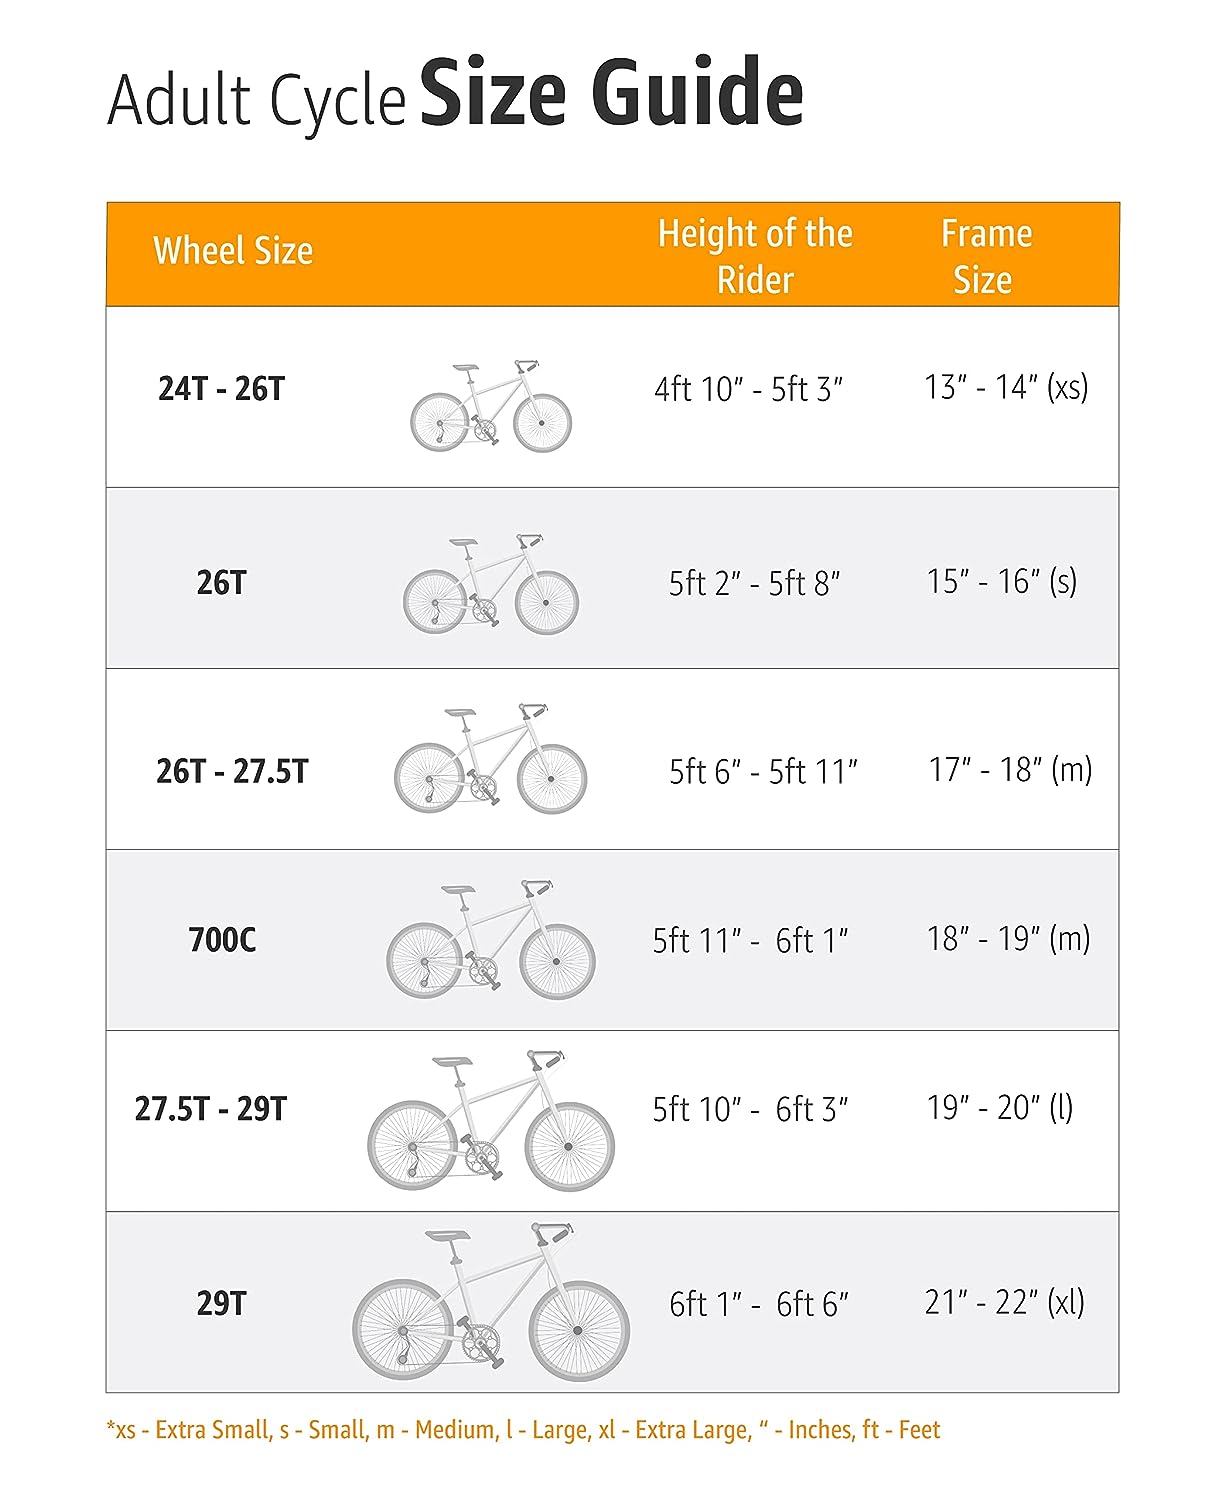 Adult Cycle Size Guide
Wheel Size
Height of the
Rider
Frame
Size
24T - 26T 4ft 10” - 5ft 3” 13” - 14” (xs)
26T 5ft 2” - 5ft 8” 15” - 16” (s)
26T - 27.5T 5ft 6” - 5ft 11” 17” - 18” (m)
700C 5ft 11” - 6ft 1” 18” - 19” (m)
27.5T - 29T 5ft 10” - 6ft 3” 19” - 20” (l)
29T 6ft 1” - 6ft 6” 21” - 22” (xl)
*xs - Extra Small, s - Small, m - Medium, l - Large, xl - Extra Large, “ - Inches, ft - Feet